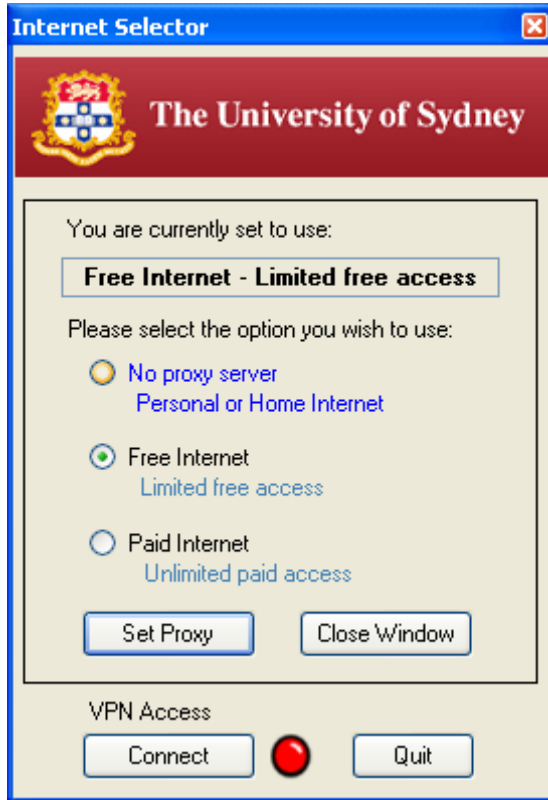 Internet Selector
The University of Sydney
You are currently set to use:
Free Internet - Limited free access
Please select the option you wish to use:
No proxy server
Personal or Home Internet
Free Internet
Limited free access
Paid Internet
Unlimited paid access
Set Proxy Close Window
VPN Access
Connect Quit